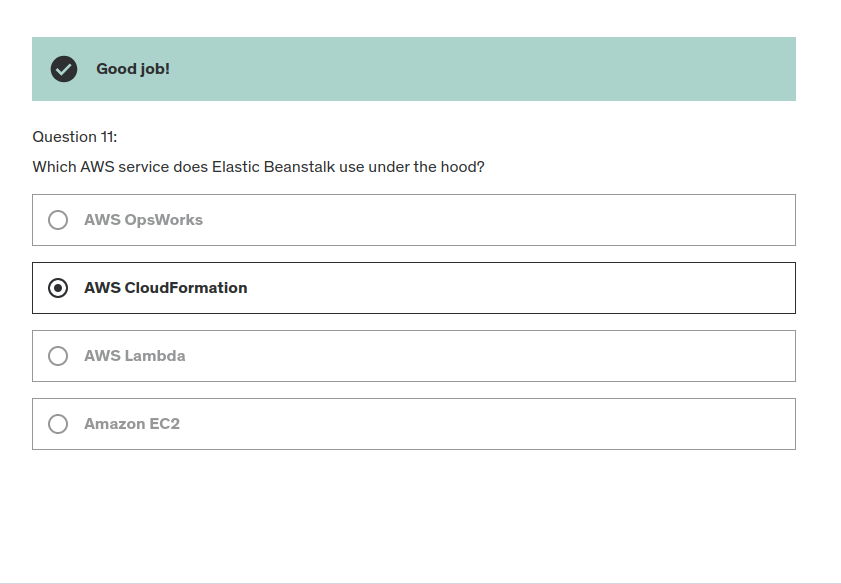 Good job!
Question 11:
Which AWS service does Elastic Beanstalk use under the hood?
AWS OpsWorks
AWS CloudFormation
AWS Lambda
Amazon EC2